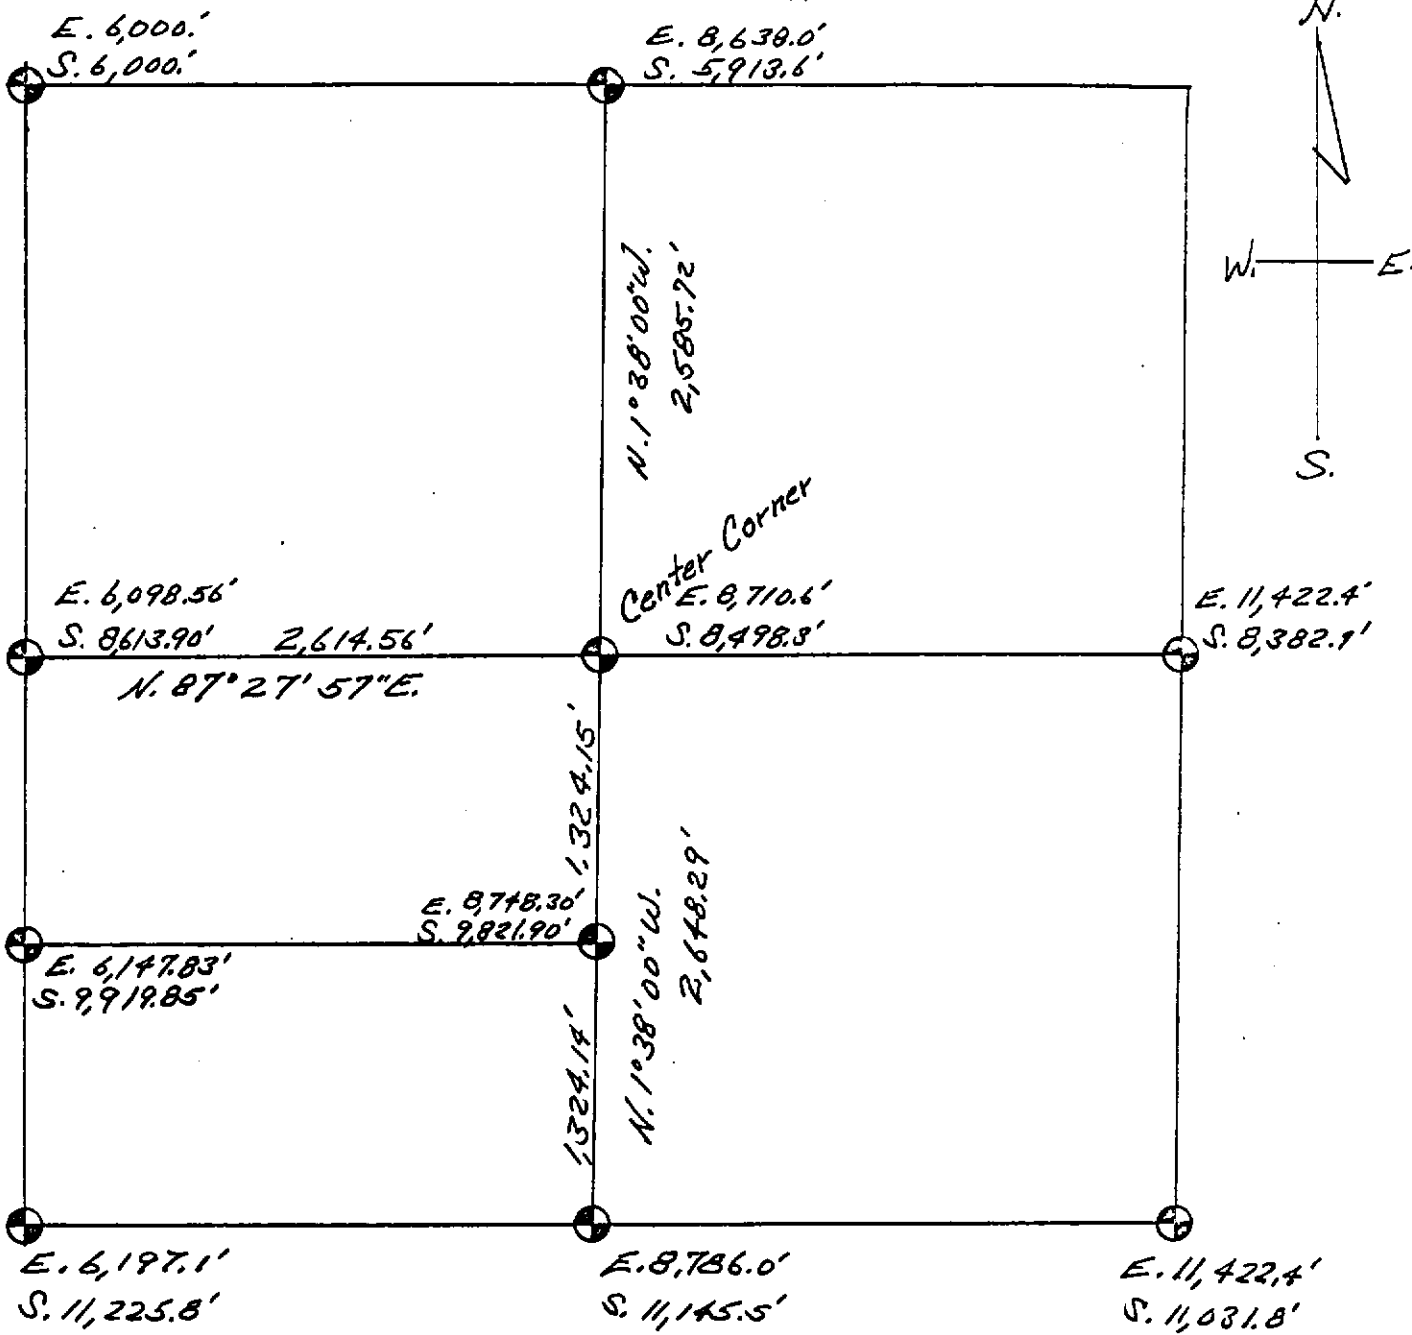 N.
E. 6,000.'
S. 6,000.'
E. 8,638.0'
S. 5,913.6'
W.
E.
S.
N. 1° 38' 00" W.
2,585.72'
Center Corner
E. 6,098.56'
S. 8613.90'
2,614.56'
N. 87° 27' 57" E.
E. 8,710.6'
S. 8,498.3'
E. 11,422.4'
S. 8,382.9'
1,324.15'
E. 8,748.30'
S. 9,821.90'
E. 6,147.83'
S. 9,919.85'
N. 1° 38' 00" W.
2,648.29'
1,324.14'
E. 6,197.1'
S. 11,225.8'
E. 8,786.0'
S. 11,145.5'
E. 11,422,4'
S. 11,031.8'